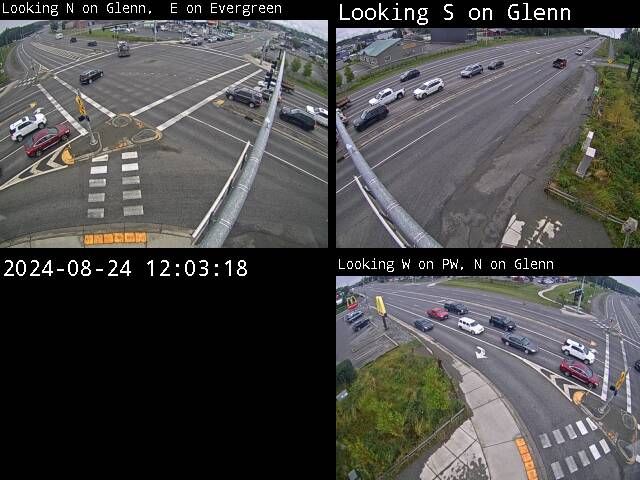 Looking N on Glenn, E on Evergreen
Looking S on Glenn
2024-08-24 12:03:18
Looking W on PW, N on Glenn